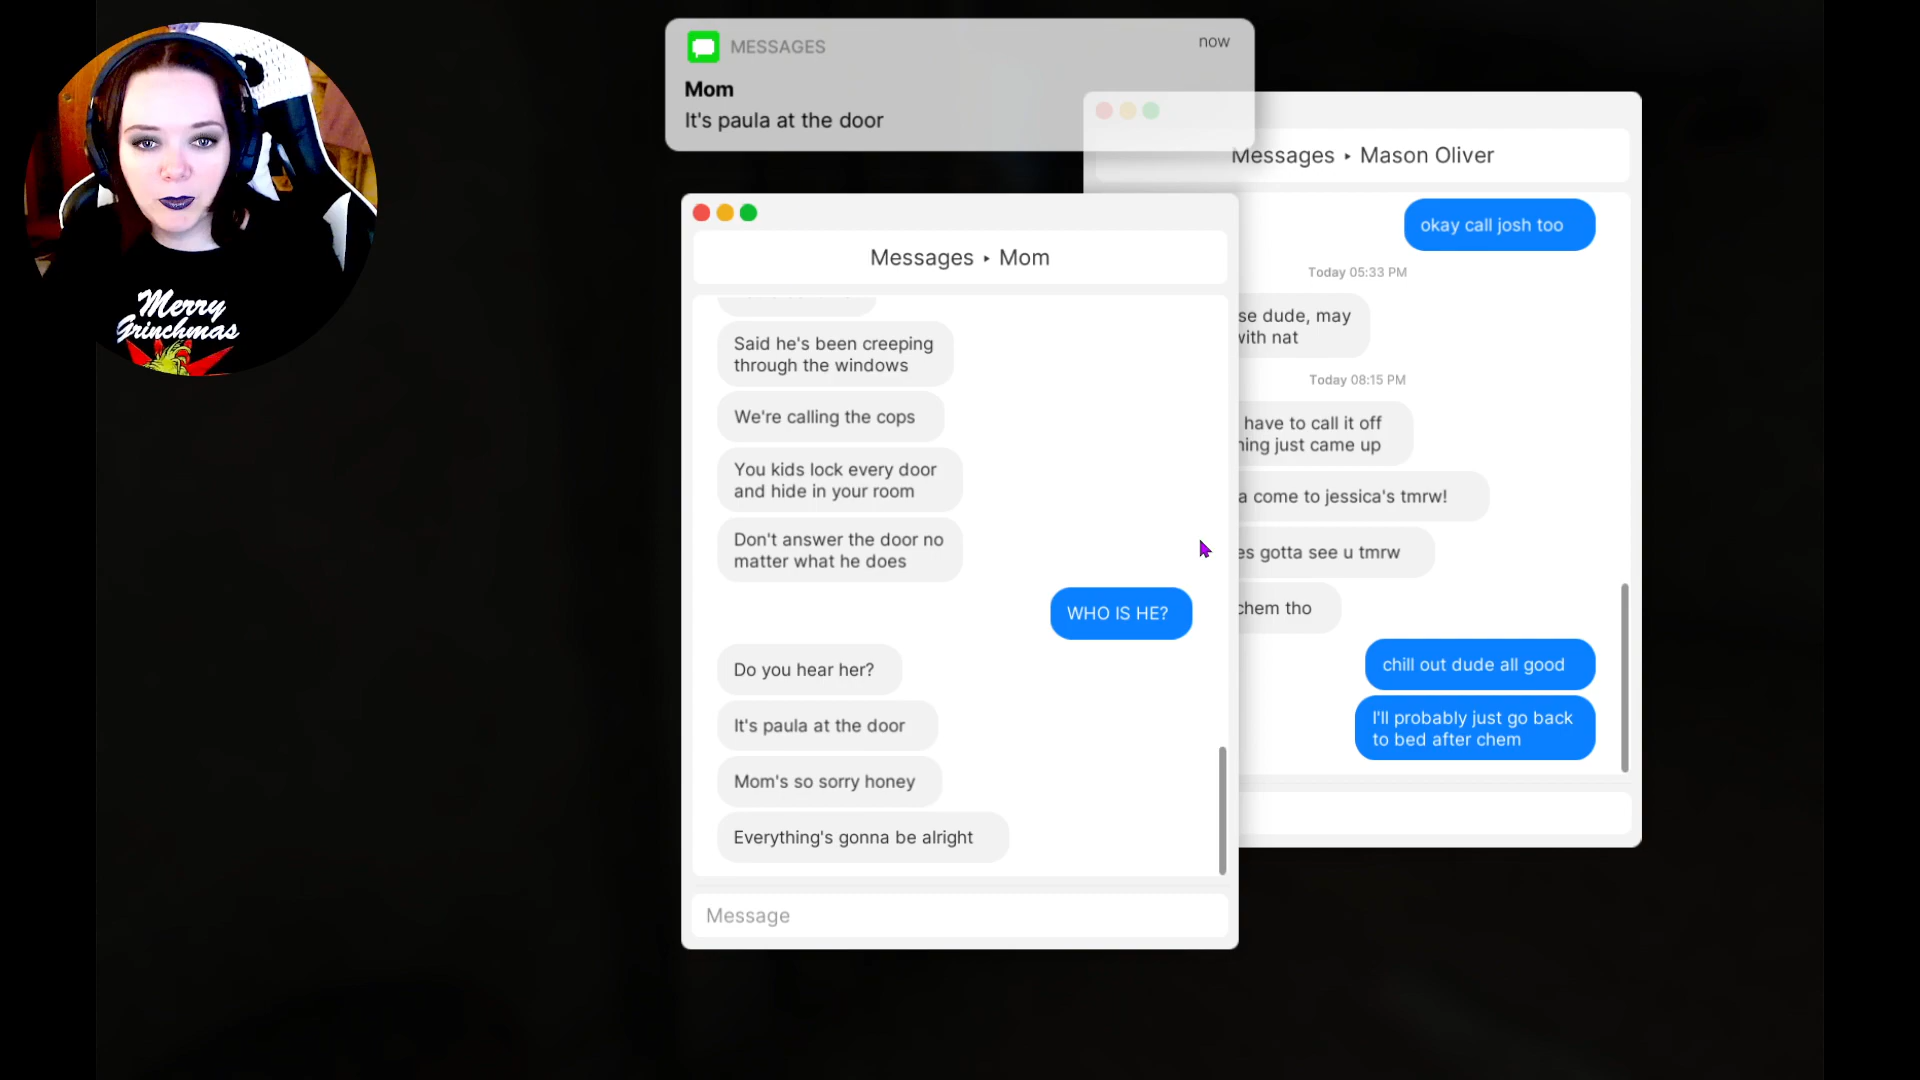 MESSAGES
now
Mom
It's paula at the door
Messages ‣ Mason Oliver
okay call josh too
Today 05:33 PM
se dude, may
with nat
Today 08:15 PM
have to call it off
just came up
come to jessica's tmrw!
gotta see u tmrw
chem tho
chill out dude all good
I'll probably just go back
to bed after chem
Messages ‣ Mom
Said he's been creeping
through the windows
We're calling the cops
You kids lock every door
and hide in your room
Don't answer the door no
matter what he does
WHO IS HE?
Do you hear her?
It's paula at the door
Mom's so sorry honey
Everything's gonna be alright
Message
Merry
Grinchmas